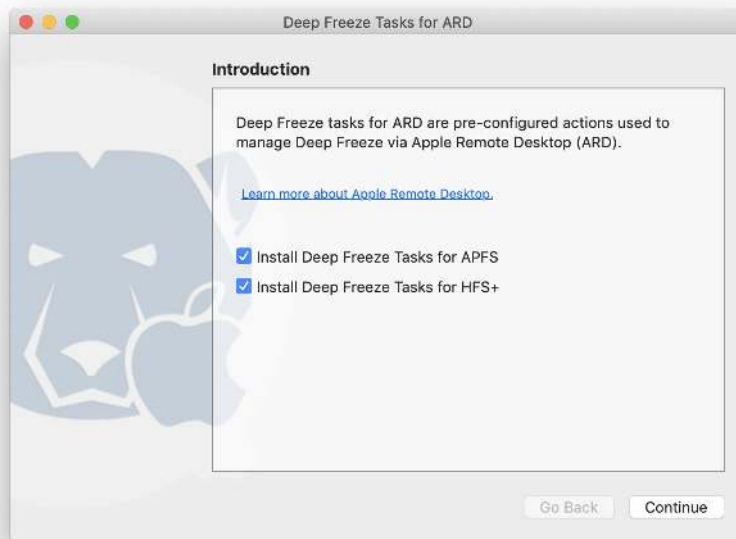 Deep Freeze Tasks for ARD
Introduction
Deep Freeze tasks for ARD are pre-configured actions used to
manage Deep Freeze via Apple Remote Desktop (ARD).
Learn more about Apple Remote Desktop.
Install Deep Freeze Tasks for APFS
Install Deep Freeze Tasks for HFS+
Go Back
Continue